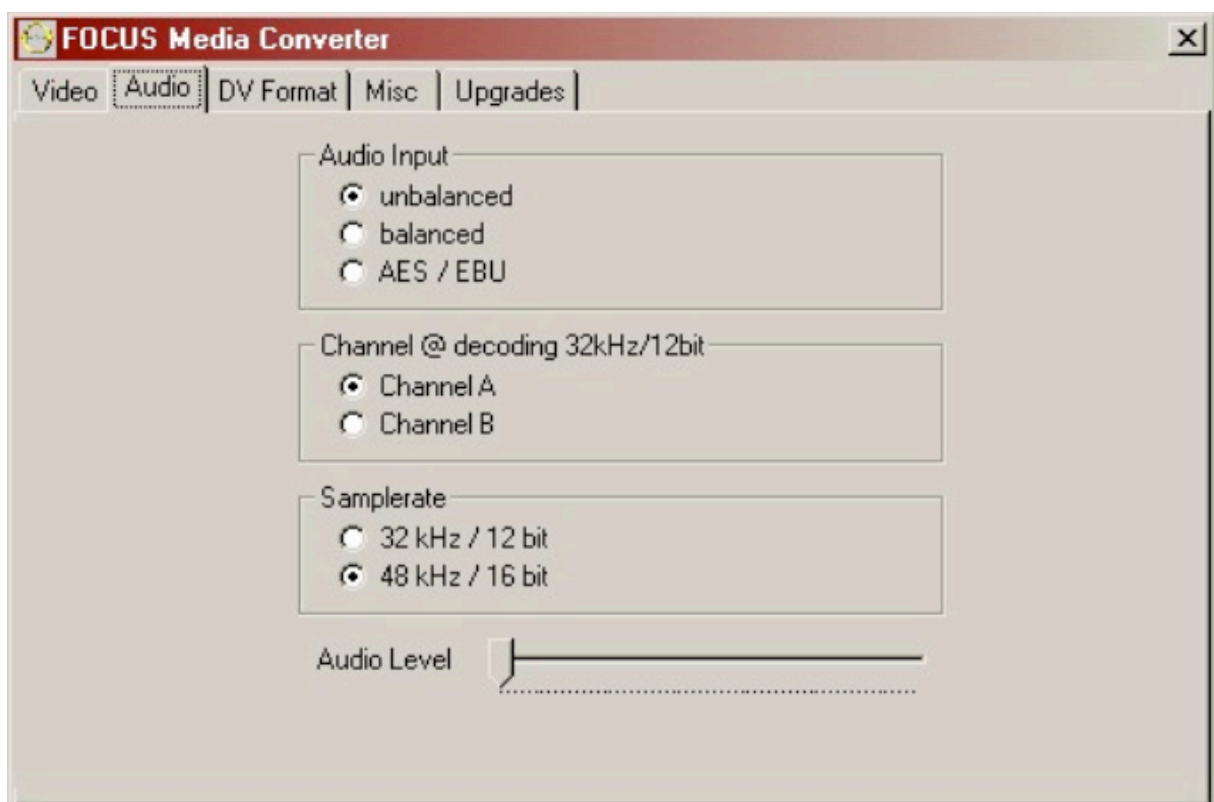 FOCUS Media Converter
Video Audio DV Format Misc Upgrades
Audio Input
unbalanced
balanced
AES / EBU
Channel @ decoding 32kHz/12bit
Channel A
Channel B
Samplerate
32 kHz / 12 bit
48 kHz / 16 bit
Audio Level